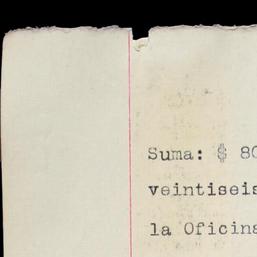 Suma: $ 80
veintiseis
la Oficina